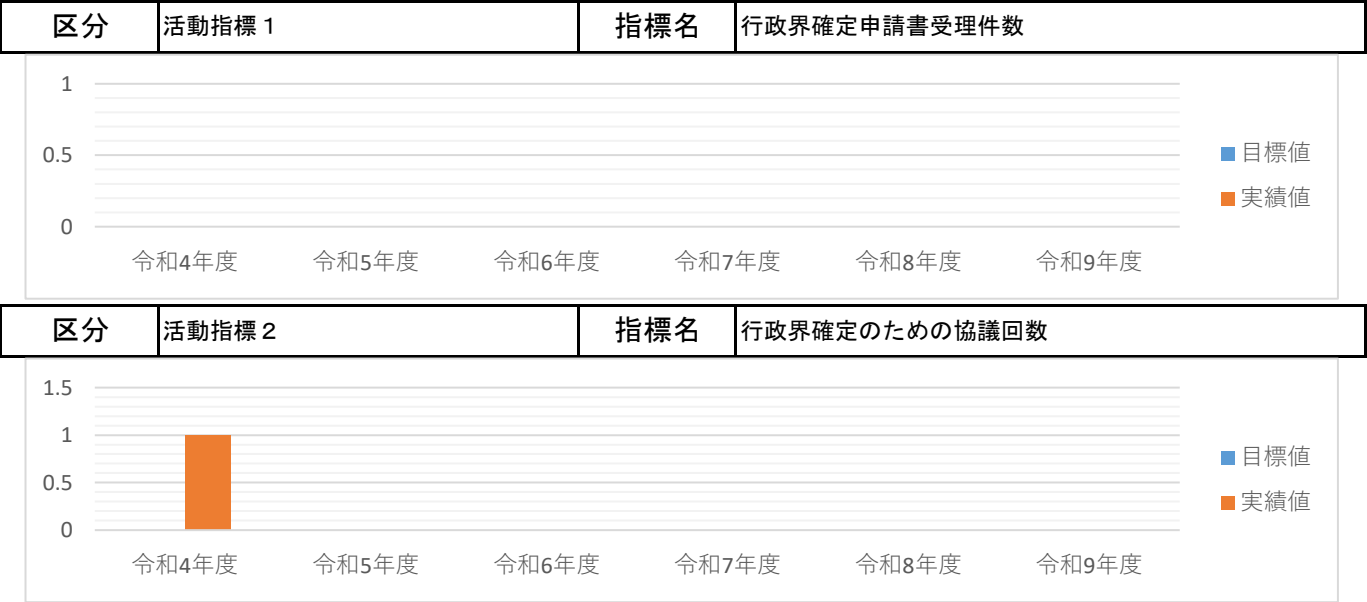 区分 活動指標１ 指標名 行政界確定申請書受理件数
1
0.5
0
目標値
実績値
令和4年度 令和5年度 令和6年度 令和7年度 令和8年度 令和9年度
区分 活動指標２ 指標名 行政界確定のための協議回数
1.5
1
0.5
0
目標値
実績値
令和4年度 令和5年度 令和6年度 令和7年度 令和8年度 令和9年度